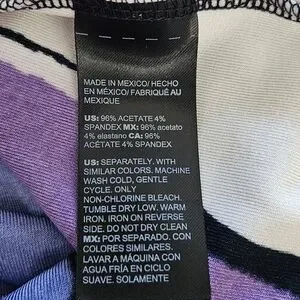 MADE IN MEXICO/ HECHO
EN MÉXICO/ FABRIQUÉ AU
MEXIQUE
US: 96% ACETATE 4%
SPANDEX MX: 96% acetato
4% elastano CA: 96%
ACÉTATE 4% SPANDEX
US: SEPARATELY. WITH
SIMILAR COLORS. MACHINE
WASH COLD, GENTLE
CYCLE. ONLY
NON-CHLORINE BLEACH.
TUMBLE DRY LOW. WARM
IRON. IRON ON REVERSE
SIDE. DO NOT DRY CLEAN
MX: POR SEPARADO. CON
COLORES SIMILARES.
LAVAR A MÁQUINA CON
AGUA FRÍA EN CICLO
SUAVE. SOLAMENTE